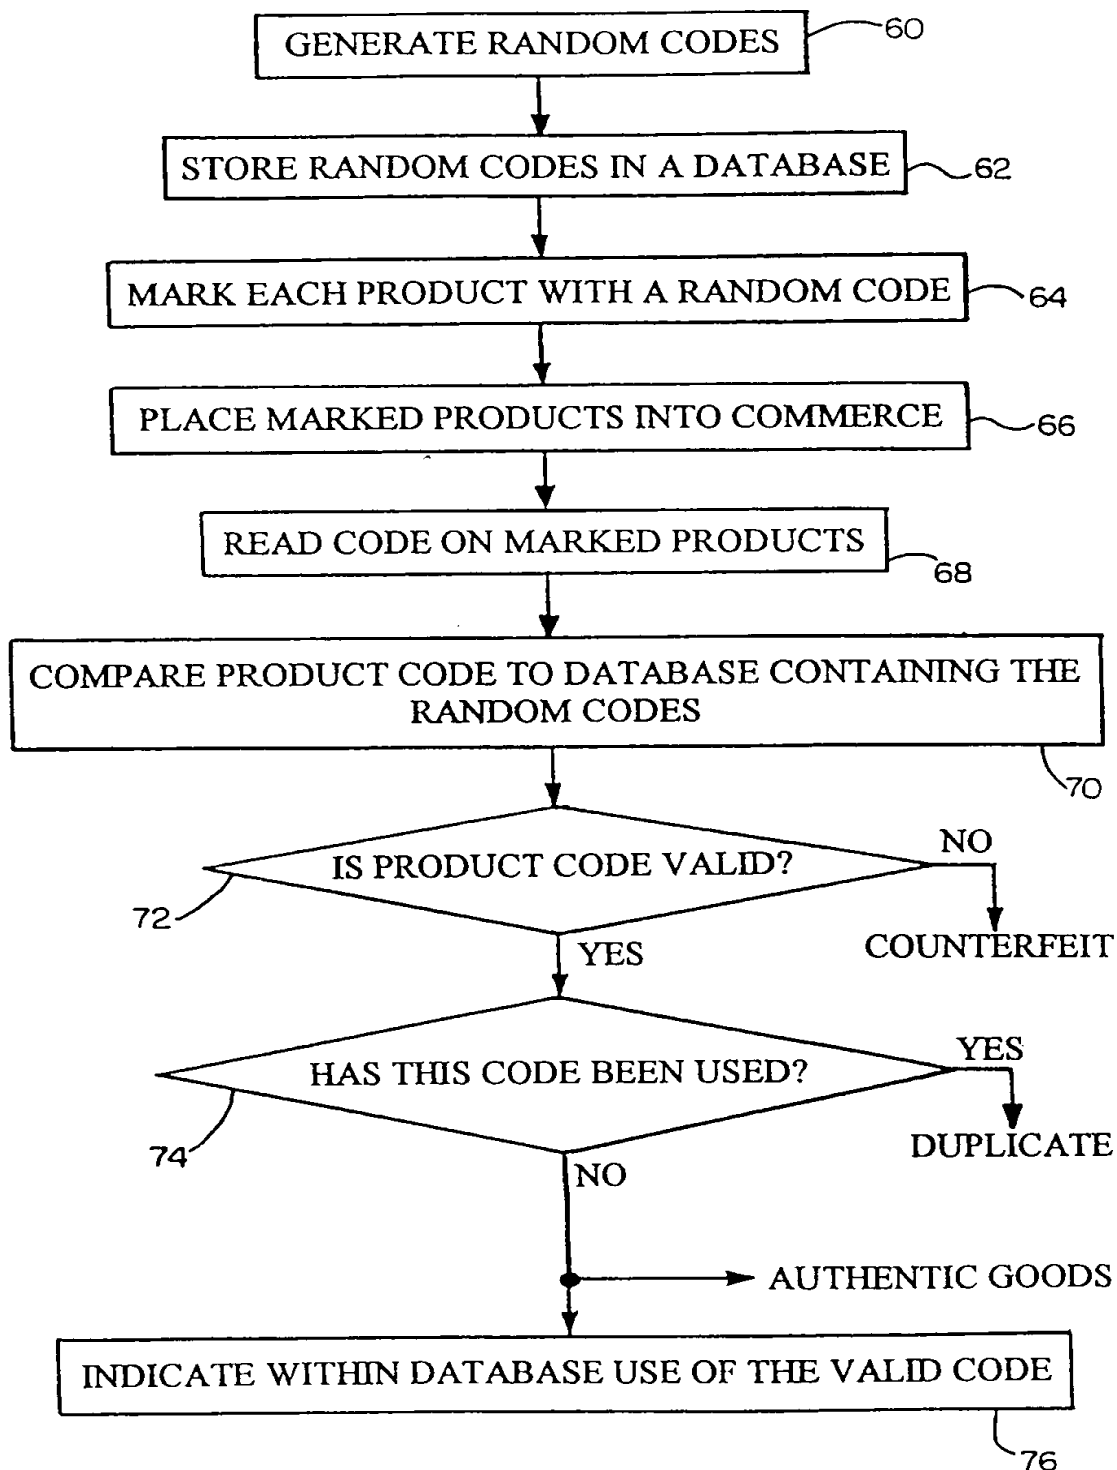 GENERATE RANDOM CODES
60
STORE RANDOM CODES IN A DATABASE
62
MARK EACH PRODUCT WITH A RANDOM CODE
64
PLACE MARKED PRODUCTS INTO COMMERCE
66
READ CODE ON MARKED PRODUCTS
68
COMPARE PRODUCT CODE TO DATABASE CONTAINING THE
RANDOM CODES
70
IS PRODUCT CODE VALID?
NO
72
COUNTERFEIT
YES
HAS THIS CODE BEEN USED?
YES
74
DUPLICATE
NO
AUTHENTIC GOODS
INDICATE WITHIN DATABASE USE OF THE VALID CODE
76